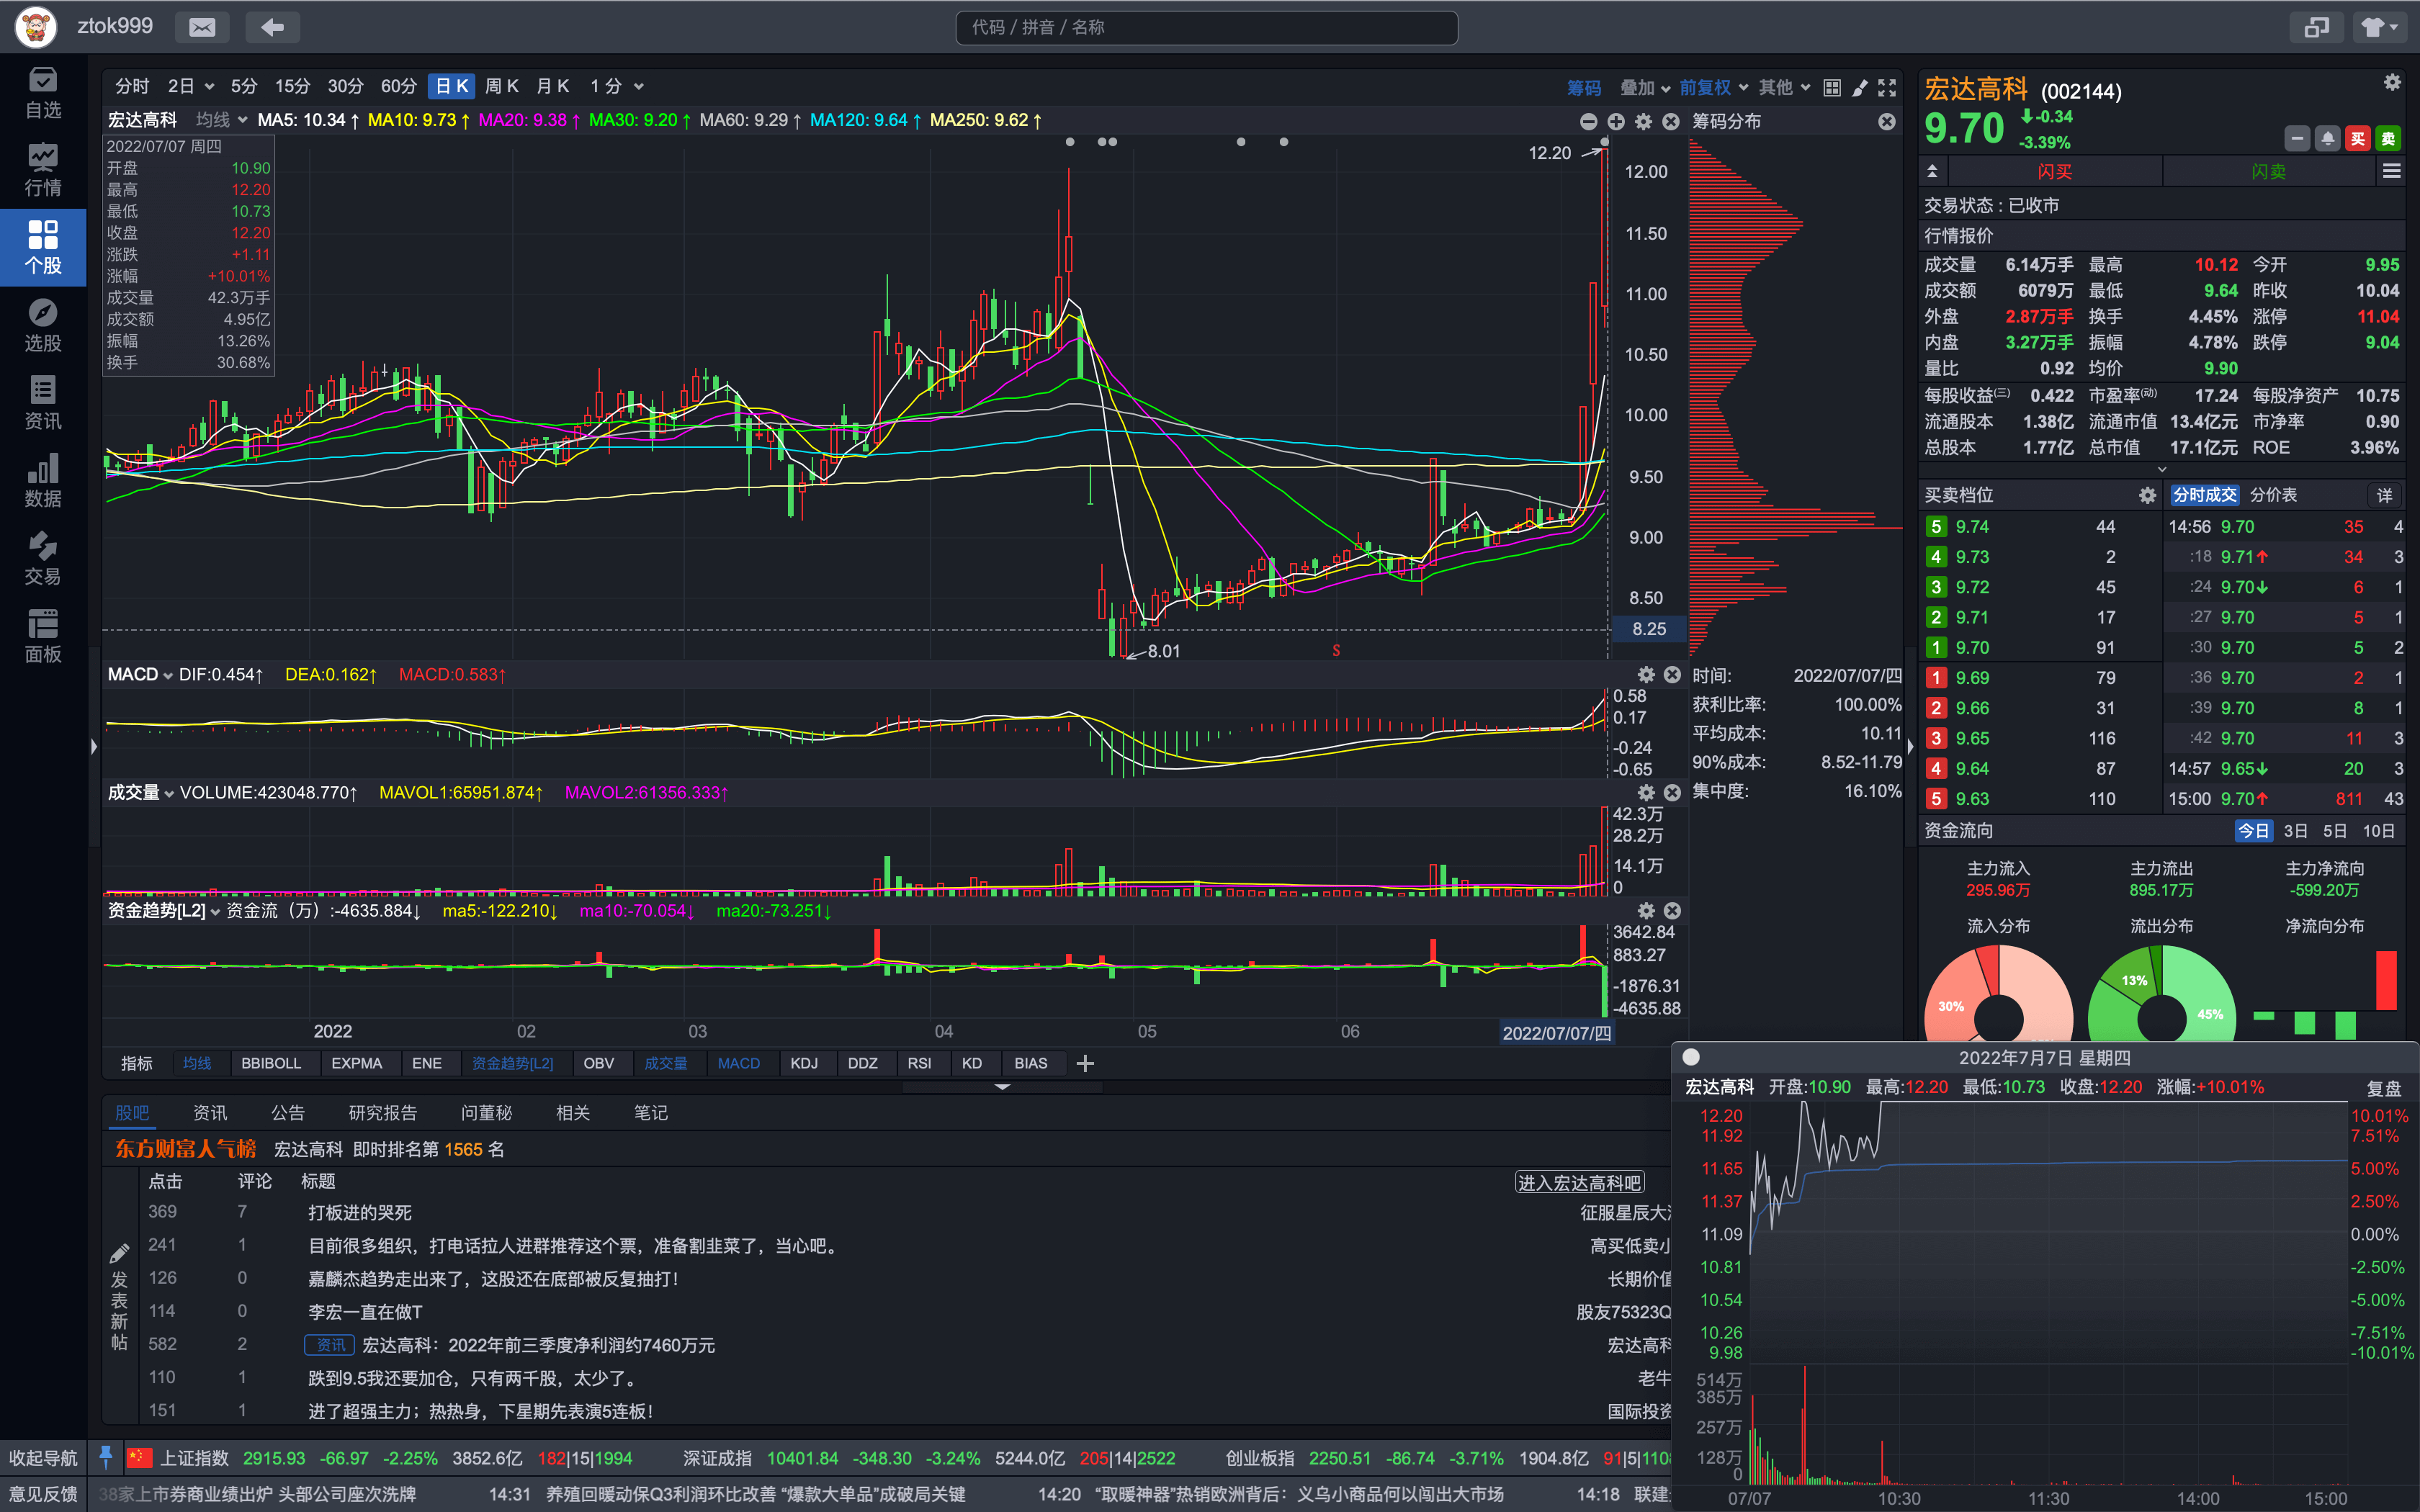 ztok999
代码 / 拼音 / 名称
自选
行情
个股
选股
资讯
数据
交易
面板
收起导航
意见反馈
分时 2日 5分 15分 30分 60分 日K 周K 月K 1分
筹码 叠加 前复权 其他
宏达高科 均线 MA5: 10.34↑ MA10: 9.73↑ MA20: 9.38↑ MA30: 9.20↑ MA60: 9.29↑ MA120: 9.64↑ MA250: 9.62↑
2022/07/07 周四
开盘 10.90
最高 12.20
最低 10.73
收盘 12.20
涨跌 +1.11
涨幅 +10.01%
成交量 42.3万手
成交额 4.95亿
振幅 13.26%
换手 30.68%
12.20
12.00
11.50
11.00
10.50
10.00
9.50
9.00
8.50
8.25
8.01
S
筹码分布
时间: 2022/07/07/四
获利比率: 100.00%
平均成本: 10.11
90%成本: 8.52-11.79
集中度: 16.10%
MACD DIF:0.454↑ DEA:0.162↑ MACD:0.583↑
0.58
0.17
-0.24
-0.65
成交量 VOLUME:423048.770↑ MAVOL1:65951.874↑ MAVOL2:61356.333↑
42.3万
28.2万
14.1万
0
资金趋势[L2] 资金流（万）:-4635.884↓ ma5:-122.210↓ ma10:-70.054↓ ma20:-73.251↓
3642.84
883.27
-1876.31
-4635.88
2022 02 03 04 05 06 2022/07/07/四
指标 均线 BBIBOLL EXPMA ENE 资金趋势[L2] OBV 成交量 MACD KDJ DDZ RSI KD BIAS
股吧 资讯 公告 研究报告 问董秘 相关 笔记
东方财富人气榜 宏达高科 即时排名第 1565 名
点击 评论 标题 进入宏达高科吧
369 7 打板进的哭死 征服星辰大
241 1 目前很多组织，打电话拉人进群推荐这个票，准备割韭菜了，当心吧。 高买低卖小
126 0 嘉麟杰趋势走出来了，这股还在底部被反复抽打！ 长期价值
114 0 李宏一直在做T 股友75323Q
582 2 资讯 宏达高科：2022年前三季度净利润约7460万元 宏达高科
110 1 跌到9.5我还要加仓，只有两千股，太少了。 老牛
151 1 进了超强主力；热热身，下星期先表演5连板！ 国际投资
发表新帖
宏达高科 (002144)
9.70 -0.34
-3.39%
买 卖
闪买 闪卖
交易状态 : 已收市
行情报价
成交量 6.14万手 最高 10.12 今开 9.95
成交额 6079万 最低 9.64 昨收 10.04
外盘 2.87万手 换手 4.45% 涨停 11.04
内盘 3.27万手 振幅 4.78% 跌停 9.04
量比 0.92 均价 9.90
每股收益(三) 0.422 市盈率(动) 17.24 每股净资产 10.75
流通股本 1.38亿 流通市值 13.4亿元 市净率 0.90
总股本 1.77亿 总市值 17.1亿元 ROE 3.96%
买卖档位 分时成交 分价表 详
5 9.74 44 14:56 9.70 35 4
4 9.73 2 :18 9.71↑ 34 3
3 9.72 45 :24 9.70↓ 6 1
2 9.71 17 :27 9.70 5 1
1 9.70 91 :30 9.70 5 2
1 9.69 79 :36 9.70 2 1
2 9.66 31 :39 9.70 8 1
3 9.65 116 :42 9.70 11 3
4 9.64 87 14:57 9.65↓ 20 3
5 9.63 110 15:00 9.70↑ 811 43
资金流向 今日 3日 5日 10日
主力流入 主力流出 主力净流向
295.96万 895.17万 -599.20万
流入分布 流出分布 净流向分布
30% 13% 45%
2022年7月7日 星期四
宏达高科 开盘:10.90 最高:12.20 最低:10.73 收盘:12.20 涨幅:+10.01% 复盘
12.20 10.01%
11.92 7.51%
11.65 5.00%
11.37 2.50%
11.09 0.00%
10.81 -2.50%
10.54 -5.00%
10.26 -7.51%
9.98 -10.01%
514万
385万
257万
128万
0
07/07 10:30 11:30 14:00 15:00
上证指数 2915.93 -66.97 -2.25% 3852.6亿 182|15|1994 深证成指 10401.84 -348.30 -3.24% 5244.0亿 205|14|2522 创业板指 2250.51 -86.74 -3.71% 1904.8亿 91|5|110
38家上市券商业绩出炉 头部公司座次洗牌 14:31 养殖回暖动保Q3利润环比改善 “爆款大单品”成破局关键 14:20 “取暖神器”热销欧洲背后：义乌小商品何以闯出大市场 14:18 联建